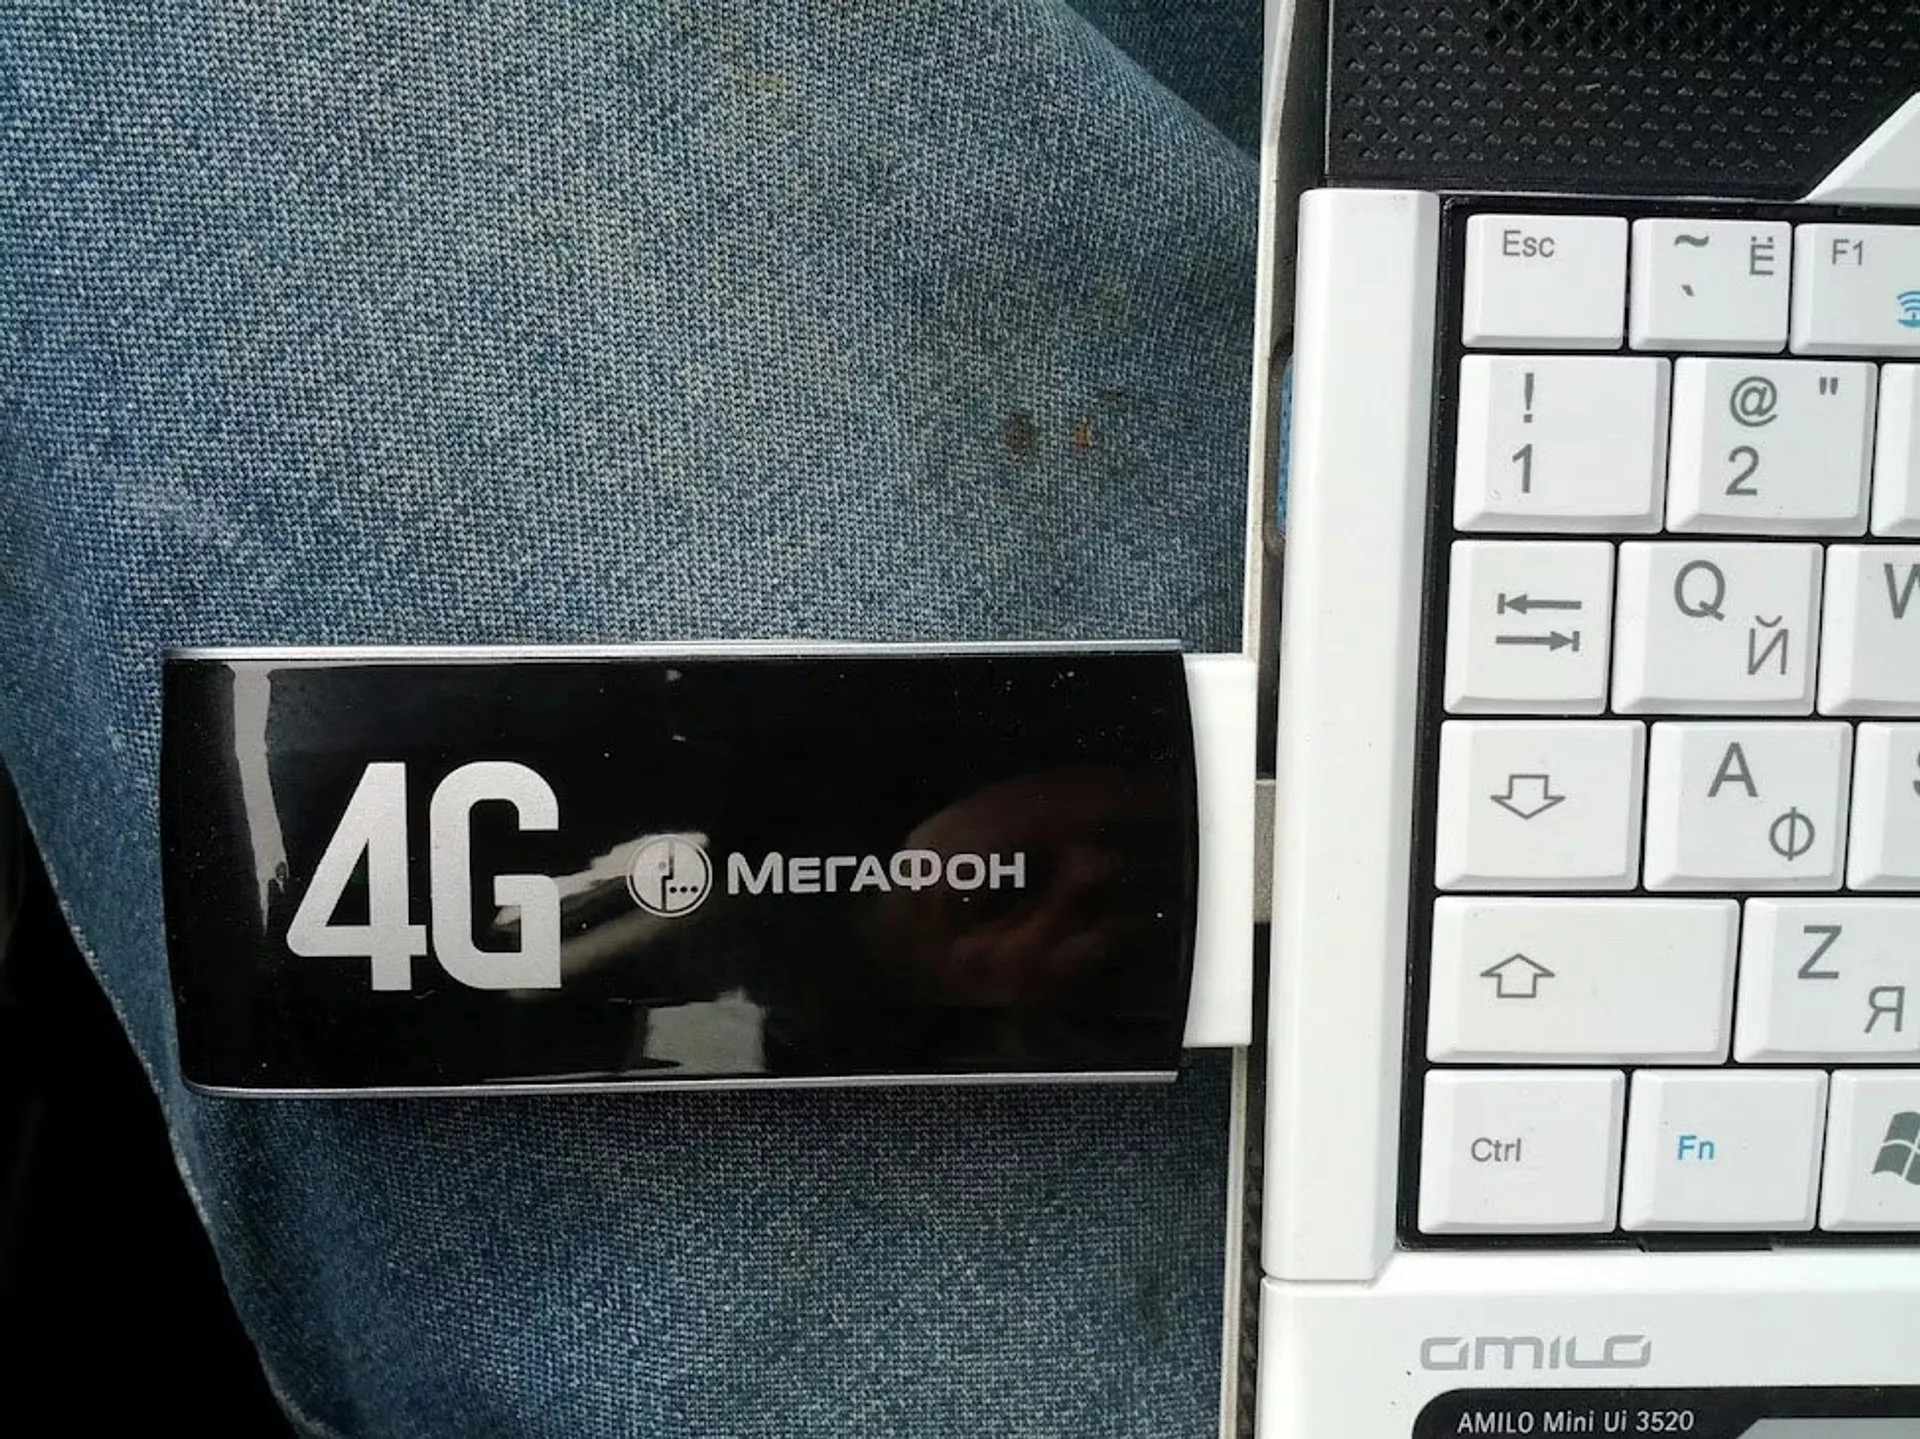 4G МЕГАФОН
Esc ~ ` Ё F1
! 1 @ " 2
Q Й W
A Ф S
Z Я
Ctrl Fn
AMILO
AMILO Mini Ui 3520